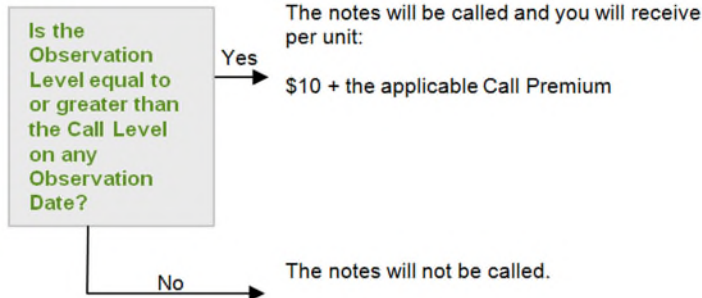 Is the
Observation
Level equal to
or greater than
the Call Level
on any
Observation
Date?
Yes
The notes will be called and you will receive
per unit:
$10 + the applicable Call Premium
No
The notes will not be called.